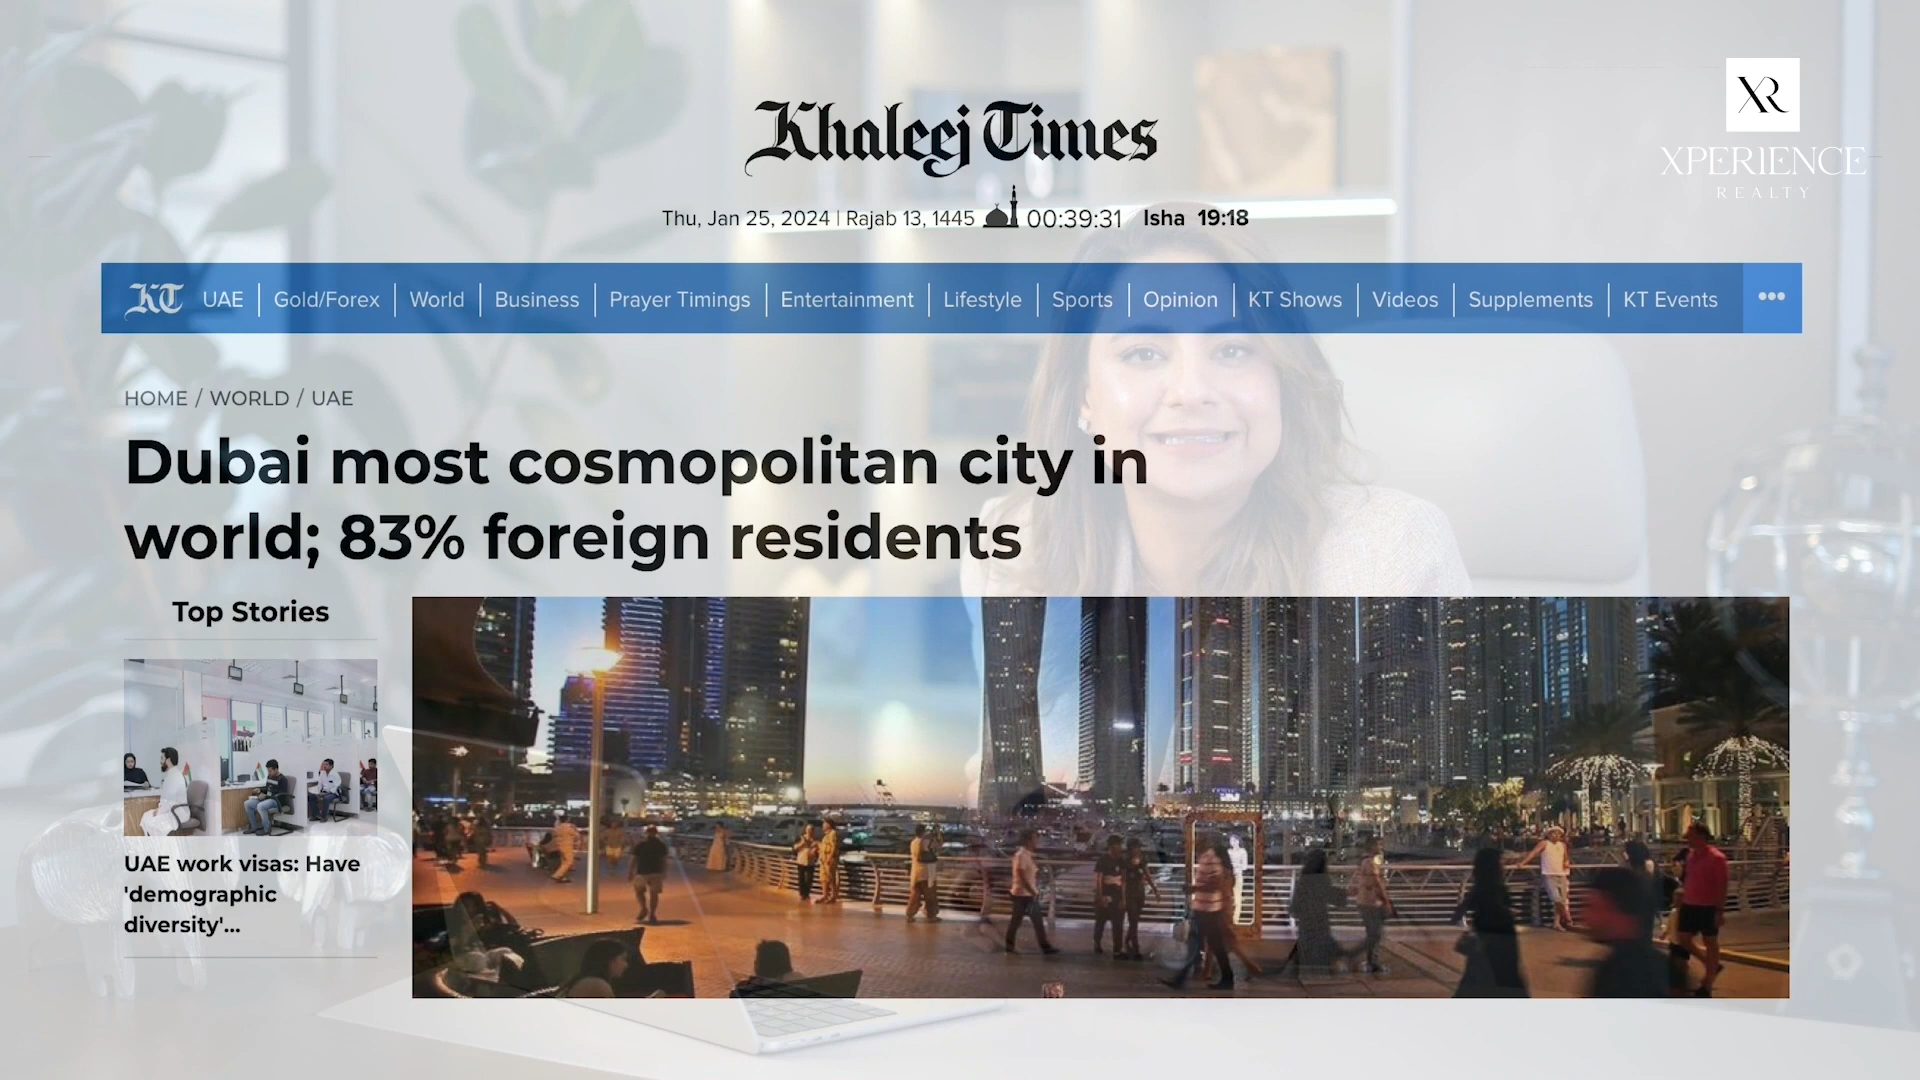 Khaleej Times
XR
XPERIENCE
REALTY
Thu, Jan 25, 2024 | Rajab 13, 1445 00:39:31 Isha 19:18
KT UAE Gold/Forex World Business Prayer Timings Entertainment Lifestyle Sports Opinion KT Shows Videos Supplements KT Events •••
HOME / WORLD / UAE
Dubai most cosmopolitan city in
world; 83% foreign residents
Top Stories
UAE work visas: Have
'demographic
diversity'...